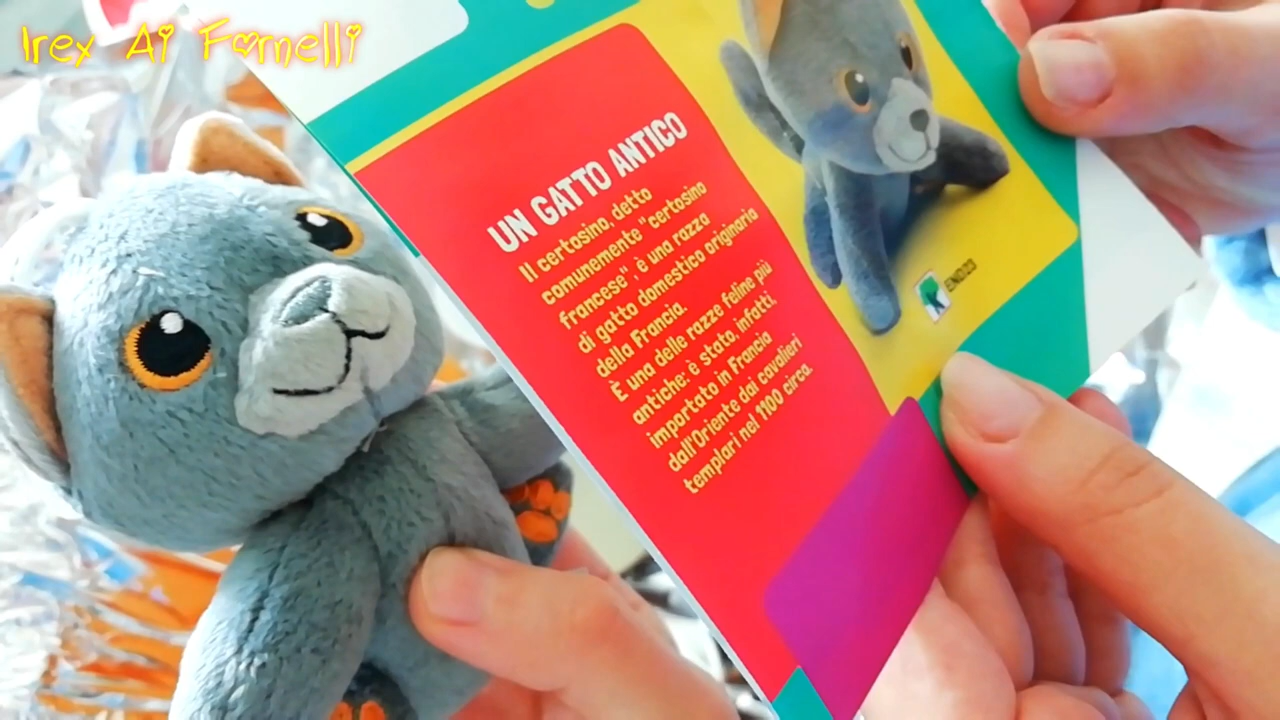 Irex Ai Fornelli
UN GATTO ANTICO
Il certosino, detto
comunemente "certosino
francese", è una razza
di gatto domestico originario
della Francia.
È una delle razze feline più
antiche: è stato, infatti,
importato in Francia
dall'Oriente dai cavalieri
templari nel 1100 circa.